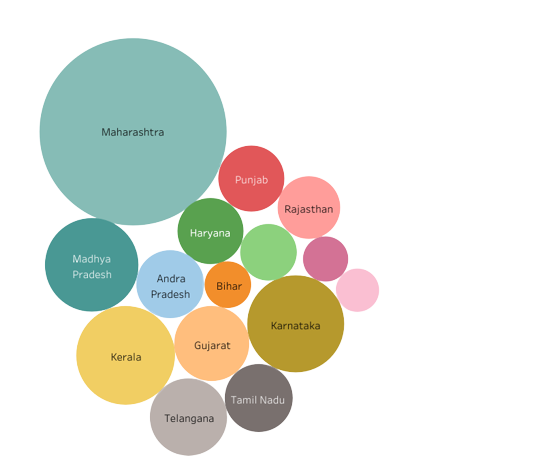 Maharashtra
Punjab
Rajasthan
Haryana
Madhya
Pradesh
Andra
Pradesh
Bihar
Karnataka
Gujarat
Kerala
Tamil Nadu
Telangana